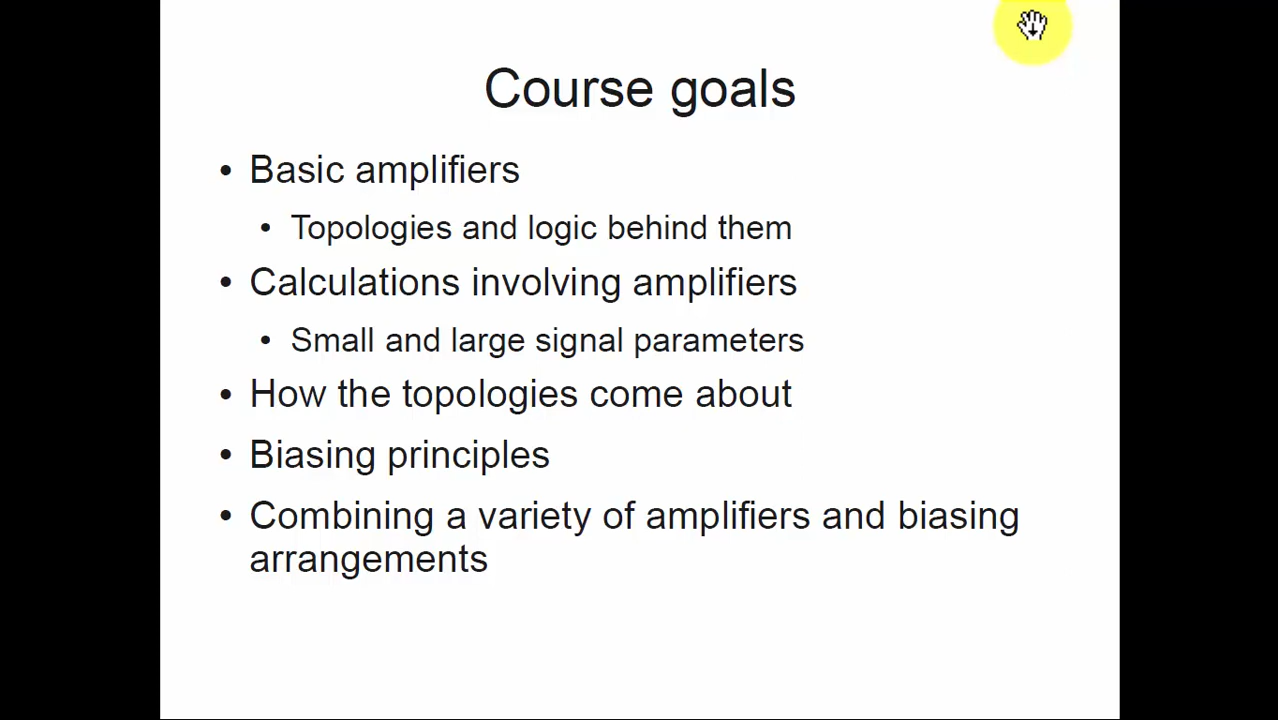 Course goals
• Basic amplifiers
• Topologies and logic behind them
• Calculations involving amplifiers
• Small and large signal parameters
• How the topologies come about
• Biasing principles
• Combining a variety of amplifiers and biasing
arrangements